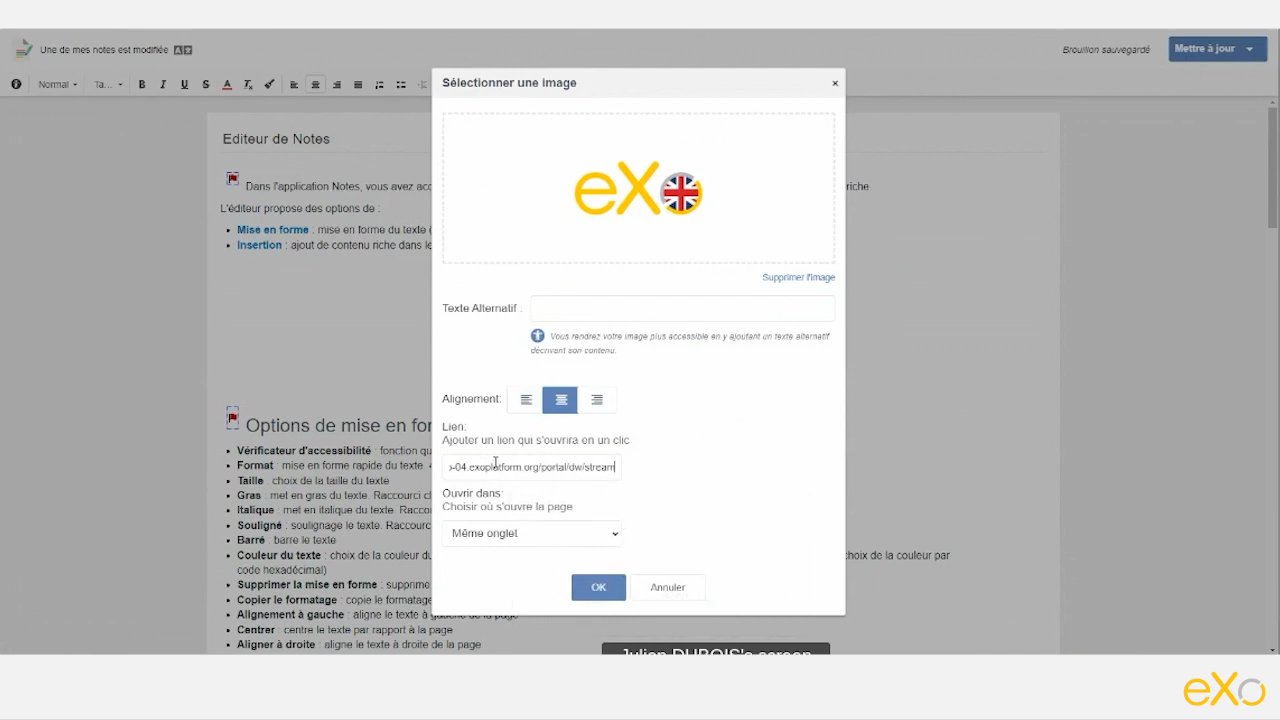 Une de mes notes est modifiée
Brouillon sauvegardé
Mettre à jour
Normal
Ta...
B I U S A
Sélectionner une image
×
Editeur de Notes
eXo
Dans l'application Notes, vous avez acc
riche
L'éditeur propose des options de :
Mise en forme : mise en forme du texte (
Insertion : ajout de contenu riche dans le
Supprimer l'image
Texte Alternatif :
Vous rendrez votre image plus accessible en y ajoutant un texte alternatif
décrivant son contenu.
Alignement:
Lien:
Ajouter un lien qui s'ouvrira en un clic
-04.exoplatform.org/portal/dw/stream
Ouvrir dans:
Choisir où s'ouvre la page
Même onglet
OK
Annuler
Options de mise en for
Vérificateur d'accessibilité : fonction qu
Format : mise en forme rapide du texte
Taille : choix de la taille du texte
Gras : met en gras du texte. Raccourci cl
Italique : met en italique du texte. Raccou
Souligné : soulignage le texte. Raccourci
Barré : barre le texte
Couleur du texte : choix de la couleur du
choix de la couleur par
code hexadécimal)
Supprimer la mise en forme : supprime
Copier le formatage : copie le formatage
Alignement à gauche : aligne le texte à gauche de la page
Centrer : centre le texte par rapport à la page
Aligner à droite : aligne le texte à droite de la page
Julien DUBOIS's screen
eXo